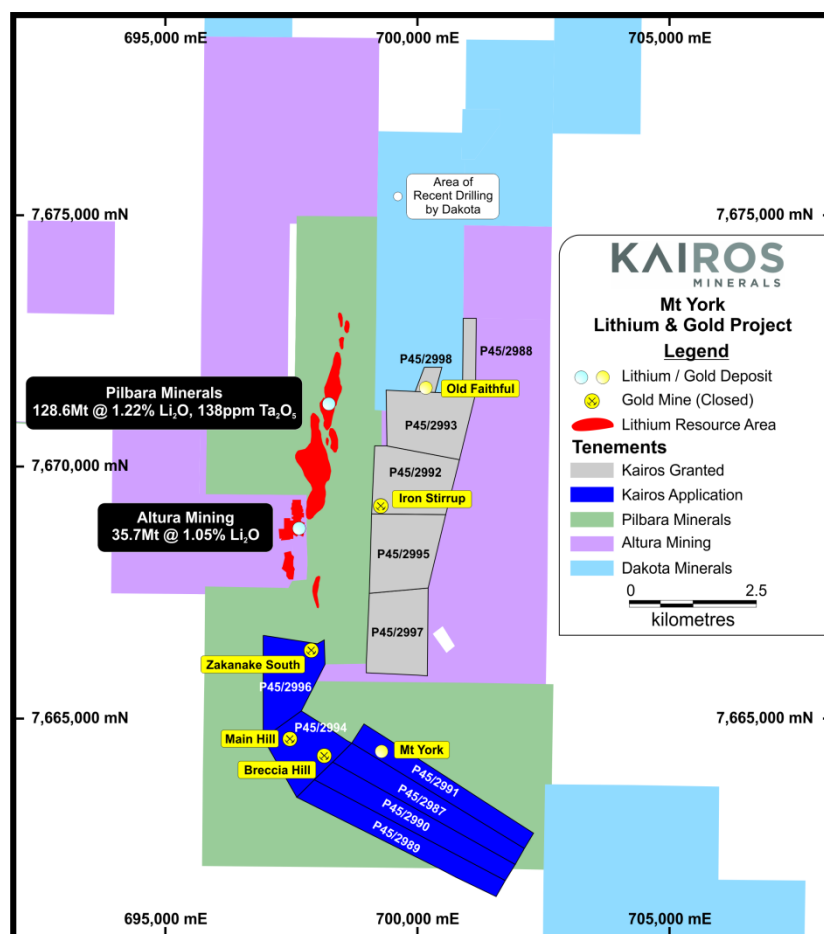 695,000 mE
700,000 mE
705,000 mE
Area of
Recent Drilling
by Dakota
7,675,000 mN
7,675,000 mN
KAIROS
MINERALS
Mt York
Lithium & Gold Project
Legend
Lithium / Gold Deposit
Gold Mine (Closed)
Lithium Resource Area
Tenements
Kairos Granted
Kairos Application
Pilbara Minerals
Altura Mining
Dakota Minerals
0 2.5
kilometres
P45/2998
P45/2988
Old Faithful
Pilbara Minerals
128.6Mt @ 1.22% Li₂O, 138ppm Ta₂O₅
P45/2993
7,670,000 mN
P45/2992
Iron Stirrup
Altura Mining
35.7Mt @ 1.05% Li₂O
P45/2995
P45/2997
Zakanake South
P45/2996
7,665,000 mN
7,665,000 mN
P45/2994
Main Hill
Mt York
Breccia Hill
P45/2991
P45/2987
P45/2990
P45/2989
695,000 mE
700,000 mE
705,000 mE